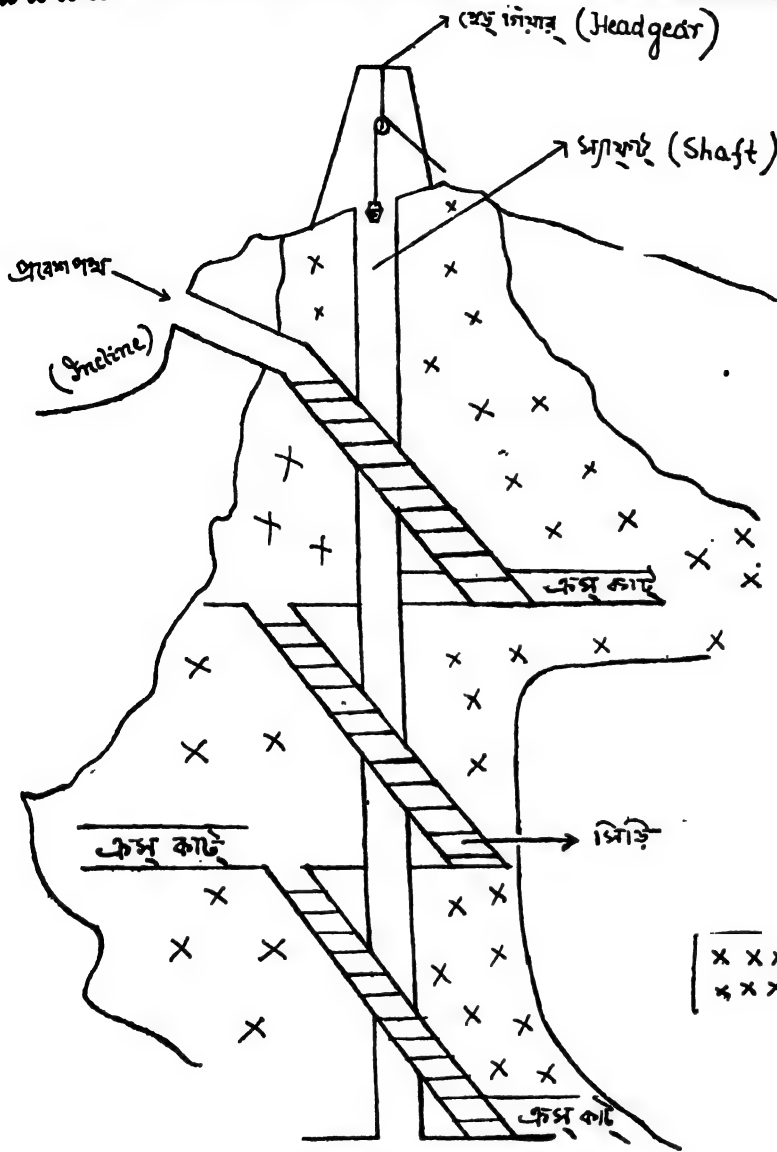 হেড্ গিয়ার্ (Headgear)
স্যাফ্ট্ (Shaft)
প্রবেশপথ
(Incline)
ক্রস্ কাট্
সিঁড়ি
ক্রস্ কাট্
ক্রস্ কাট্